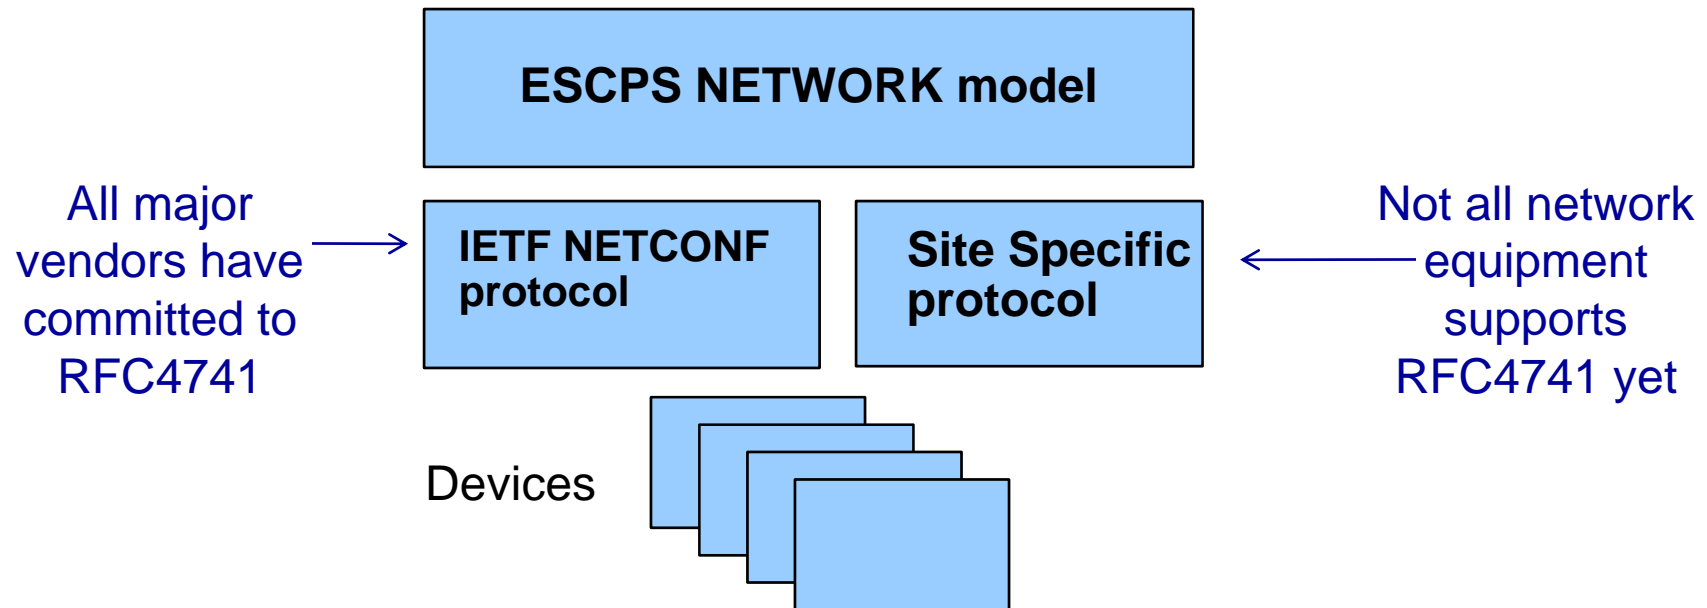 ESCPS NETWORK model
All major
vendors have
committed to
RFC4741
IETF NETCONF
protocol
Site Specific
protocol
Not all network
equipment
supports
RFC4741 yet
Devices